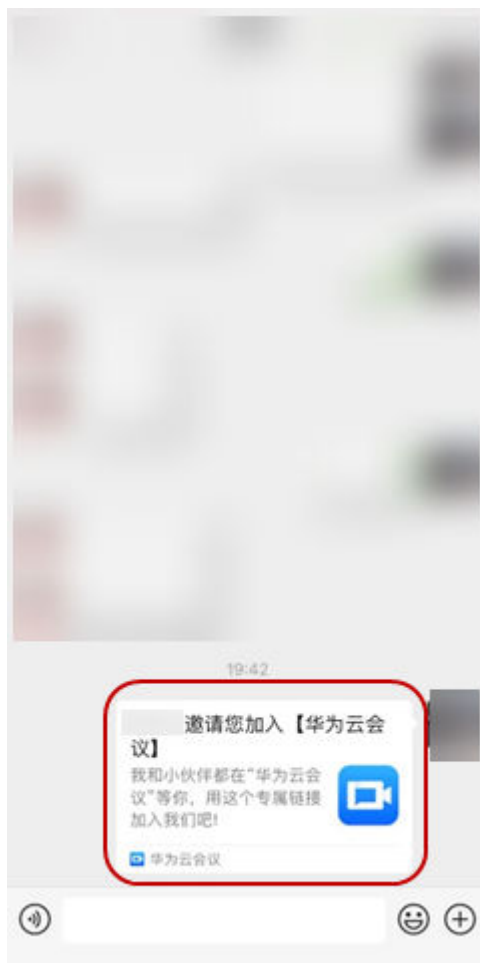 19:42
邀请您加入【华为云会
议】
我和小伙伴都在"华为云会
议"等你，用这个专属链接
加入我们吧!
华为云会议